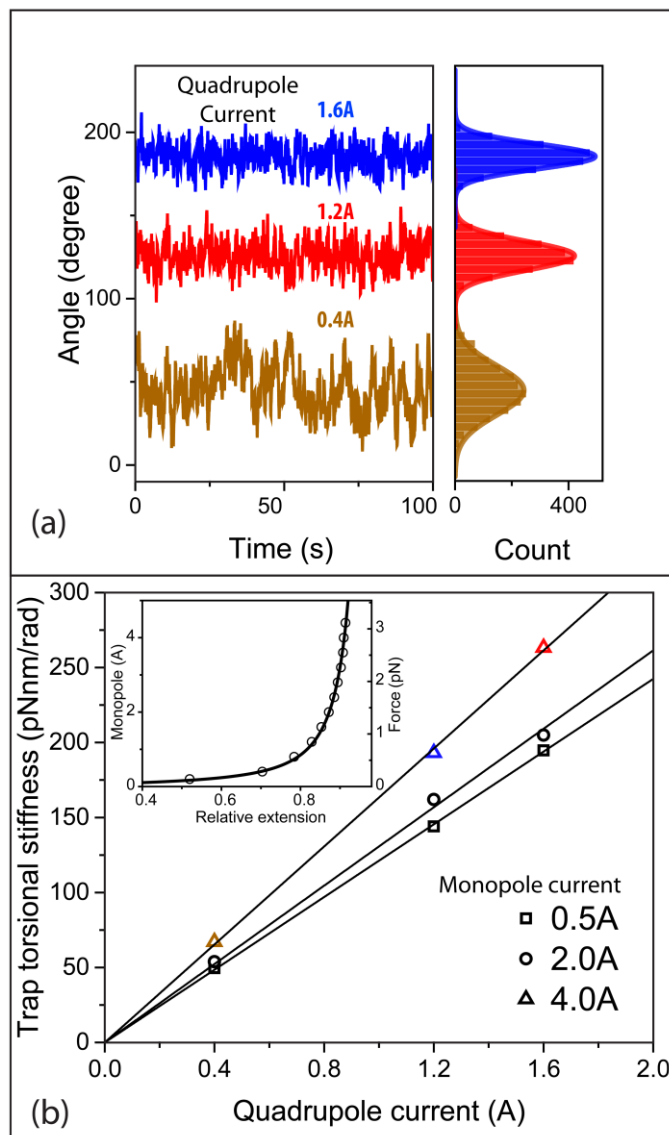 Quadrupole
Current
1.6A
1.2A
0.4A
200
100
0
Angle (degree)
0
50
100
Time (s)
0
400
Count
(a)
300
250
200
150
100
50
0
Trap torsional stiffness (pNnm/rad)
4
2
0
Monopole (A)
3
2
1
0
Force (pN)
0.4
0.6
0.8
Relative extension
Monopole current
0.5A
2.0A
4.0A
0.0
0.4
0.8
1.2
1.6
2.0
Quadrupole current (A)
(b)